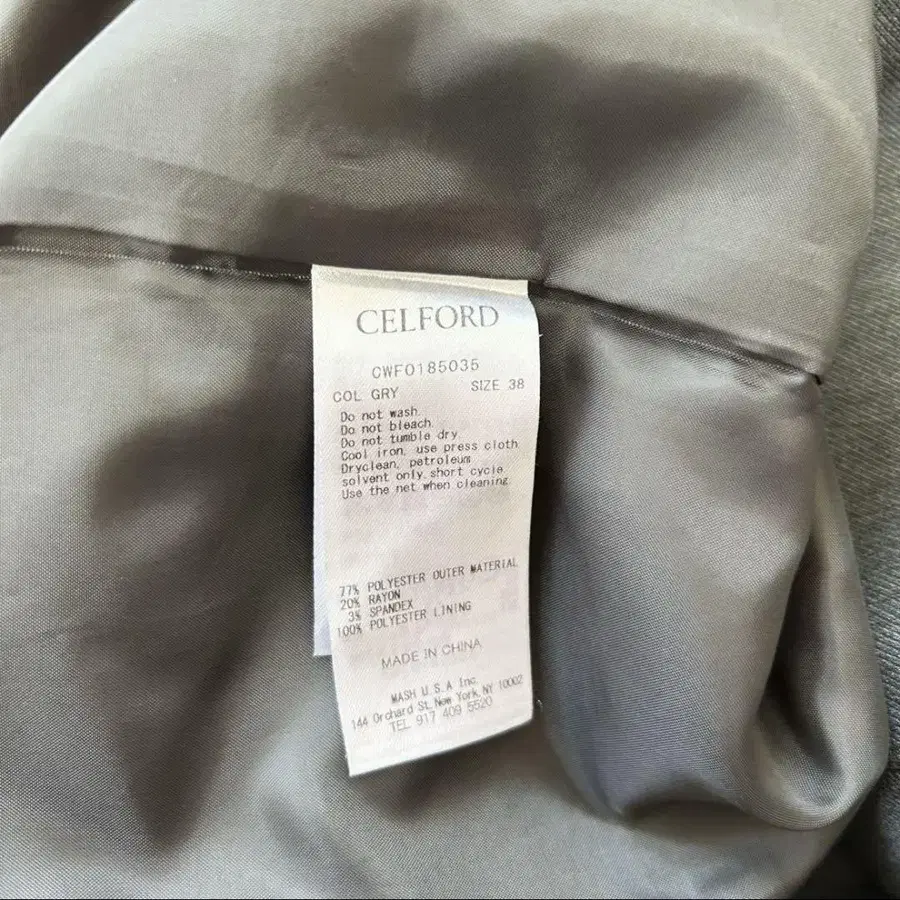 CELFORD
CWFO185035
COL GRY SIZE 38
Do not wash.
Do not bleach.
Do not tumble dry.
Cool iron, use press cloth.
Dryclean, petroleum
solvent only, short cycle.
Use the net when cleaning.
77% POLYESTER OUTER MATERIAL
20% RAYON
3% SPANDEX
100% POLYESTER LINING
MADE IN CHINA
MASH U.S.A Inc.
144 Orchard St, New York, NY 10002
TEL 917 409 5520